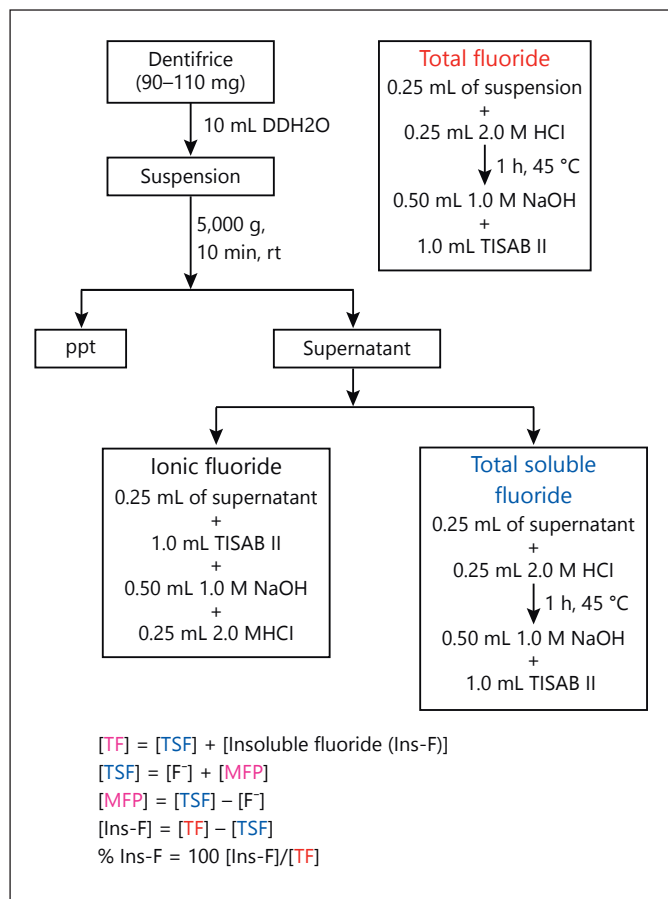 Dentifrice
(90–110 mg)
10 mL DDH2O
Suspension
5,000 g,
10 min, rt
ppt
Supernatant
Total fluoride
0.25 mL of suspension
+
0.25 mL 2.0 M HCl
1 h, 45 °C
0.50 mL 1.0 M NaOH
+
1.0 mL TISAB II
Ionic fluoride
0.25 mL of supernatant
+
1.0 mL TISAB II
+
0.50 mL 1.0 M NaOH
+
0.25 mL 2.0 MHCl
Total soluble
fluoride
0.25 mL of supernatant
+
0.25 mL 2.0 M HCl
1 h, 45 °C
0.50 mL 1.0 M NaOH
+
1.0 mL TISAB II
[TF] = [TSF] + [Insoluble fluoride (Ins-F)]
[TSF] = [F⁻] + [MFP]
[MFP] = [TSF] – [F⁻]
[Ins-F] = [TF] – [TSF]
% Ins-F = 100 [Ins-F]/[TF]